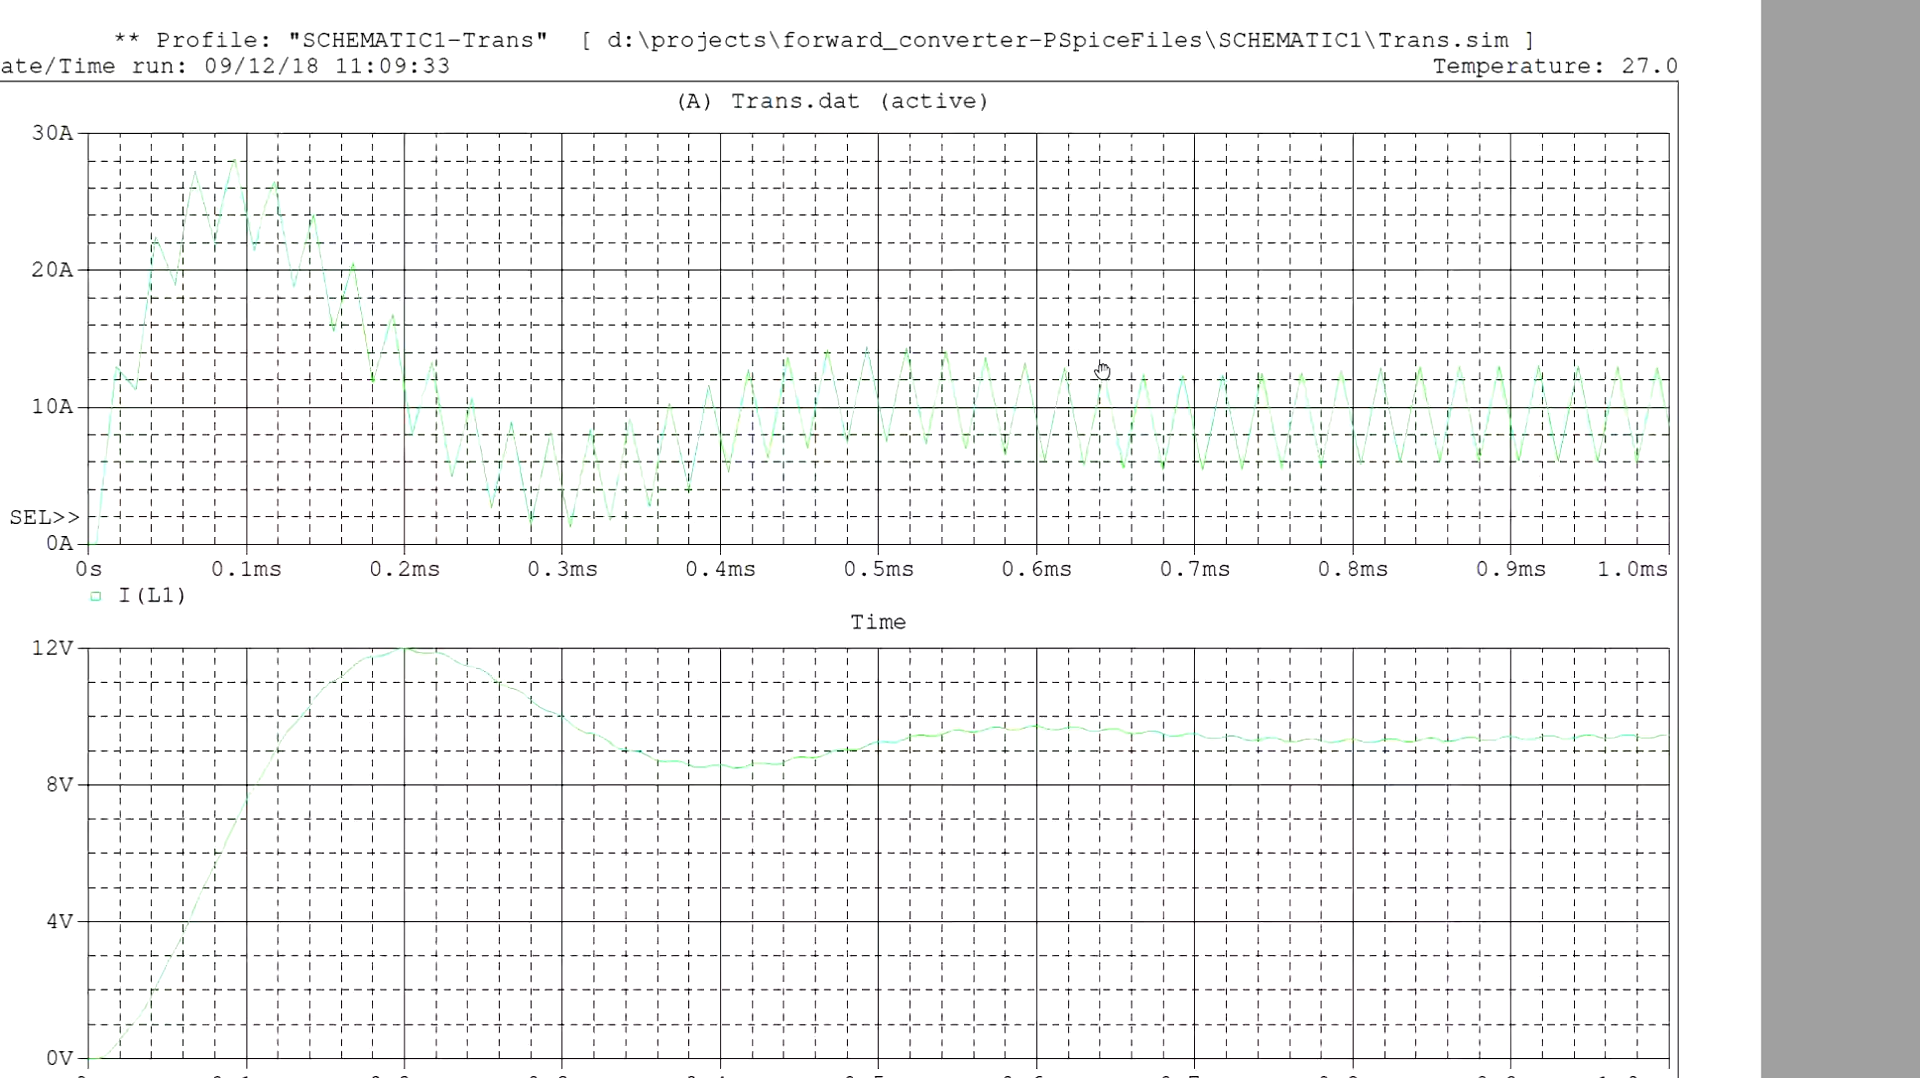 ** Profile: "SCHEMATIC1-Trans" [ d:\projects\forward_converter-PSpiceFiles\SCHEMATIC1\Trans.sim ]
ate/Time run: 09/12/18 11:09:33 Temperature: 27.0
(A) Trans.dat (active)
30A
20A
10A
SEL>>
0A
0s 0.1ms 0.2ms 0.3ms 0.4ms 0.5ms 0.6ms 0.7ms 0.8ms 0.9ms 1.0ms
I(L1)
Time
12V
8V
4V
0V